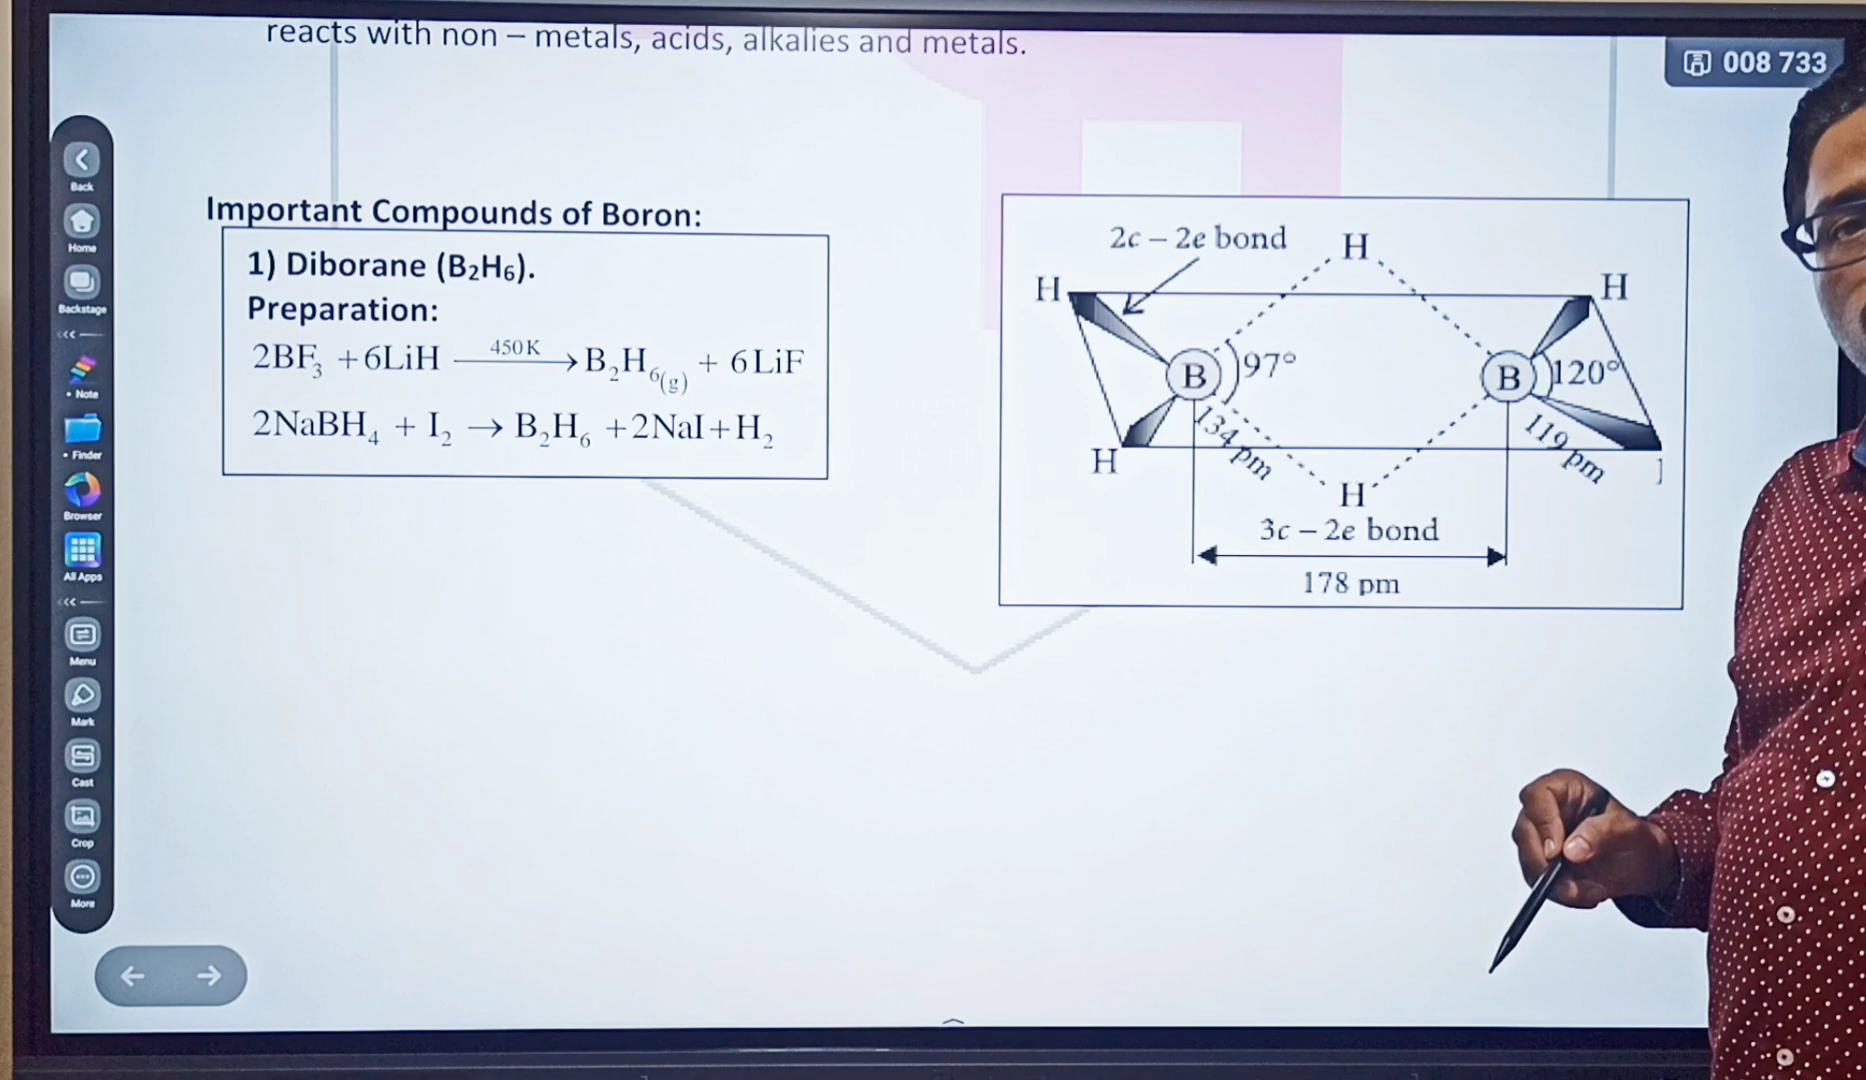 reacts with non – metals, acids, alkalies and metals.
008 733
Back
Home
Backstage
Note
Finder
Browser
All Apps
Menu
Mark
Cast
Crop
More
Important Compounds of Boron:
1) Diborane (B₂H₆).
Preparation:
2BF₃ + 6LiH —450K→ B₂H₆(g) + 6LiF
2NaBH₄ + I₂ → B₂H₆ + 2NaI + H₂
2c – 2e bond
H
H
H
B
97°
B
120°
134 pm
119 pm
H
H
3c – 2e bond
178 pm